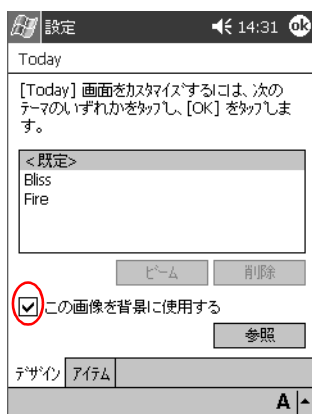 設定 14:31 ok
Today
[Today] 画面をｶｽﾀﾏｲｽﾞするには、次の
ﾃｰﾏのいずれかをﾀｯﾌﾟし、[OK] をﾀｯﾌﾟしま
す。
<既定>
Bliss
Fire
ﾋﾞｰﾑ 削除
この画像を背景に使用する
参照
ﾃﾞｻﾞｲﾝ ｱｲﾃﾑ
A